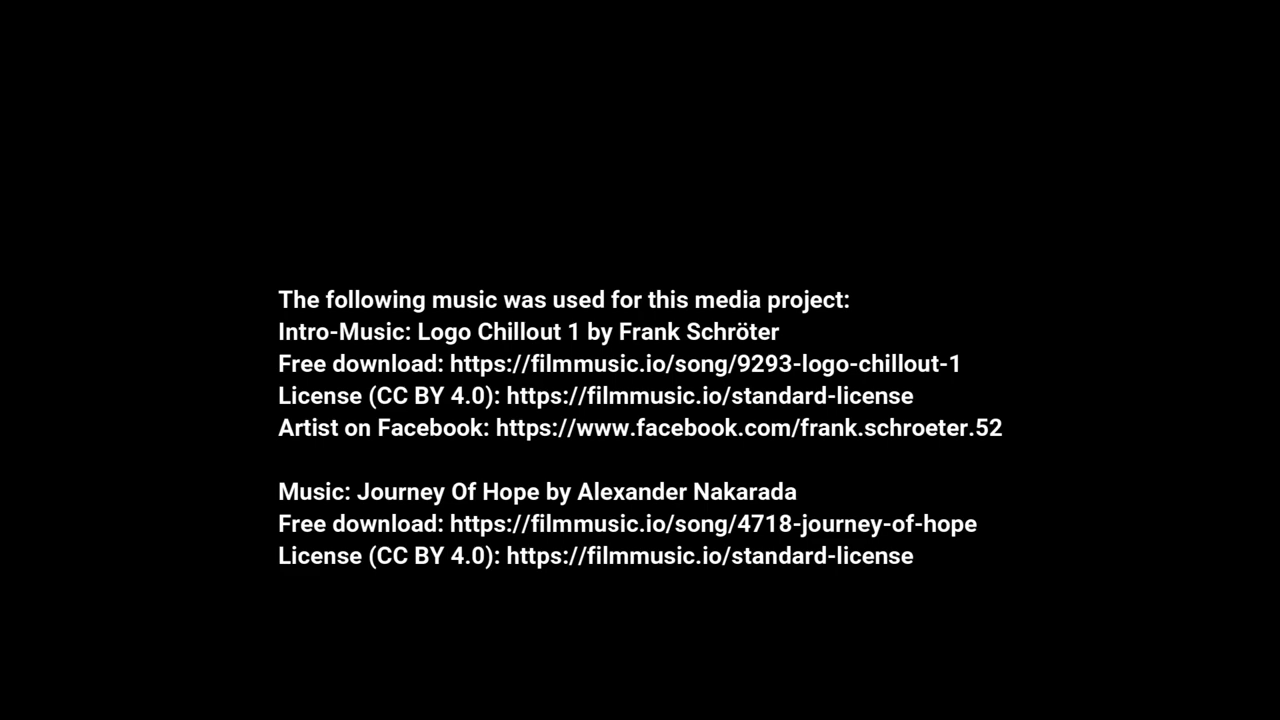 The following music was used for this media project:
Intro-Music: Logo Chillout 1 by Frank Schröter
Free download: https://filmmusic.io/song/9293-logo-chillout-1
License (CC BY 4.0): https://filmmusic.io/standard-license
Artist on Facebook: https://www.facebook.com/frank.schroeter.52
Music: Journey Of Hope by Alexander Nakarada
Free download: https://filmmusic.io/song/4718-journey-of-hope
License (CC BY 4.0): https://filmmusic.io/standard-license